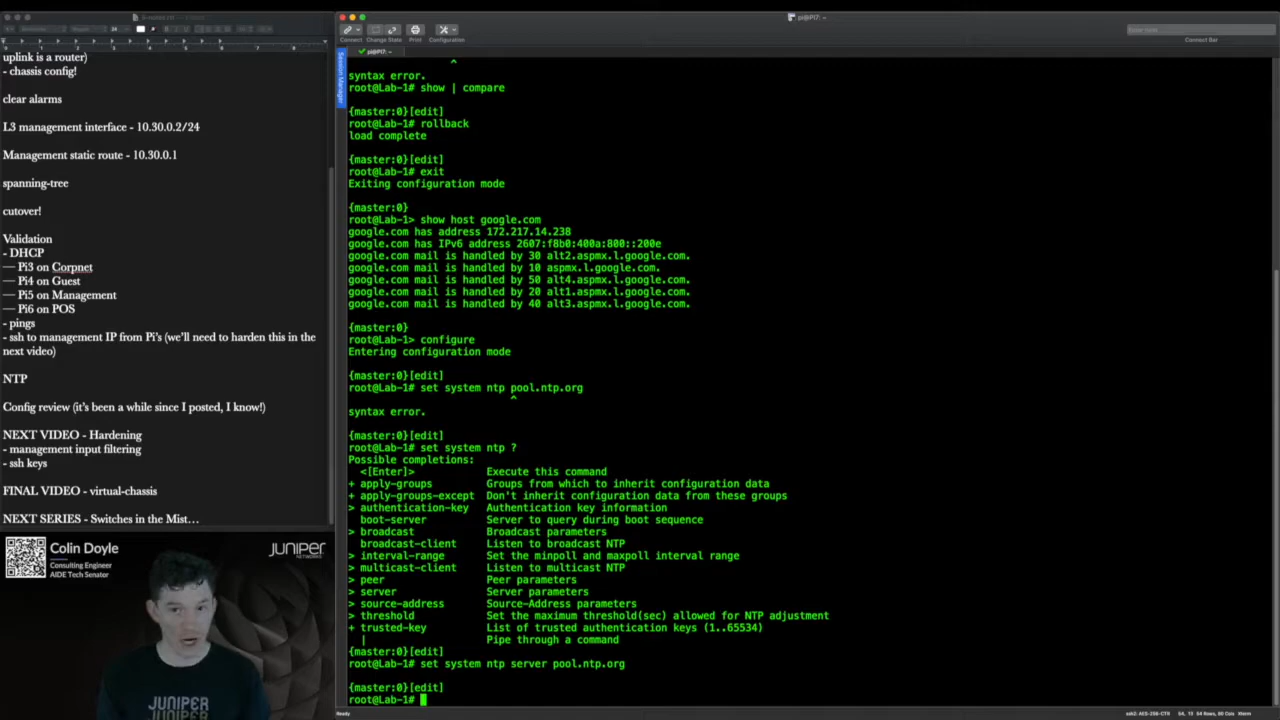 uplink is a router)
- chassis config!
clear alarms
L3 management interface - 10.30.0.2/24
Management static route - 10.30.0.1
spanning-tree
cutover!
Validation
- DHCP
— Pi3 on Corpnet
— Pi4 on Guest
— Pi5 on Management
— Pi6 on POS
- pings
- ssh to management IP from Pi's (we'll need to harden this in the
next video)
NTP
Config review (it's been a while since I posted, I know!)
NEXT VIDEO - Hardening
- management input filtering
- ssh keys
FINAL VIDEO - virtual-chassis
NEXT SERIES - Switches in the Mist...
Colin Doyle
Consulting Engineer
AIDE Tech Senator
JUNIPER
NETWORKS
JUNIPER
JUNIPER
pi@Pi7: ~
Connect Change State Print Configuration
Connect Bar
pi@Pi7: ~
Session Manager
^
syntax error.
root@Lab-1# show | compare
{master:0}[edit]
root@Lab-1# rollback
load complete
{master:0}[edit]
root@Lab-1# exit
Exiting configuration mode
{master:0}
root@Lab-1> show host google.com
google.com has address 172.217.14.238
google.com has IPv6 address 2607:f8b0:400a:800::200e
google.com mail is handled by 30 alt2.aspmx.l.google.com.
google.com mail is handled by 10 aspmx.l.google.com.
google.com mail is handled by 50 alt4.aspmx.l.google.com.
google.com mail is handled by 20 alt1.aspmx.l.google.com.
google.com mail is handled by 40 alt3.aspmx.l.google.com.
{master:0}
root@Lab-1> configure
Entering configuration mode
{master:0}[edit]
root@Lab-1# set system ntp pool.ntp.org
^
syntax error.
{master:0}[edit]
root@Lab-1# set system ntp ?
Possible completions:
<[Enter]> Execute this command
+ apply-groups Groups from which to inherit configuration data
+ apply-groups-except Don't inherit configuration data from these groups
> authentication-key Authentication key information
boot-server Server to query during boot sequence
> broadcast Broadcast parameters
broadcast-client Listen to broadcast NTP
> interval-range Set the minpoll and maxpoll interval range
> multicast-client Listen to multicast NTP
> peer Peer parameters
> server Server parameters
> source-address Source-Address parameters
> threshold Set the maximum threshold(sec) allowed for NTP adjustment
+ trusted-key List of trusted authentication keys (1..65534)
| Pipe through a command
{master:0}[edit]
root@Lab-1# set system ntp server pool.ntp.org
{master:0}[edit]
root@Lab-1#
Ready